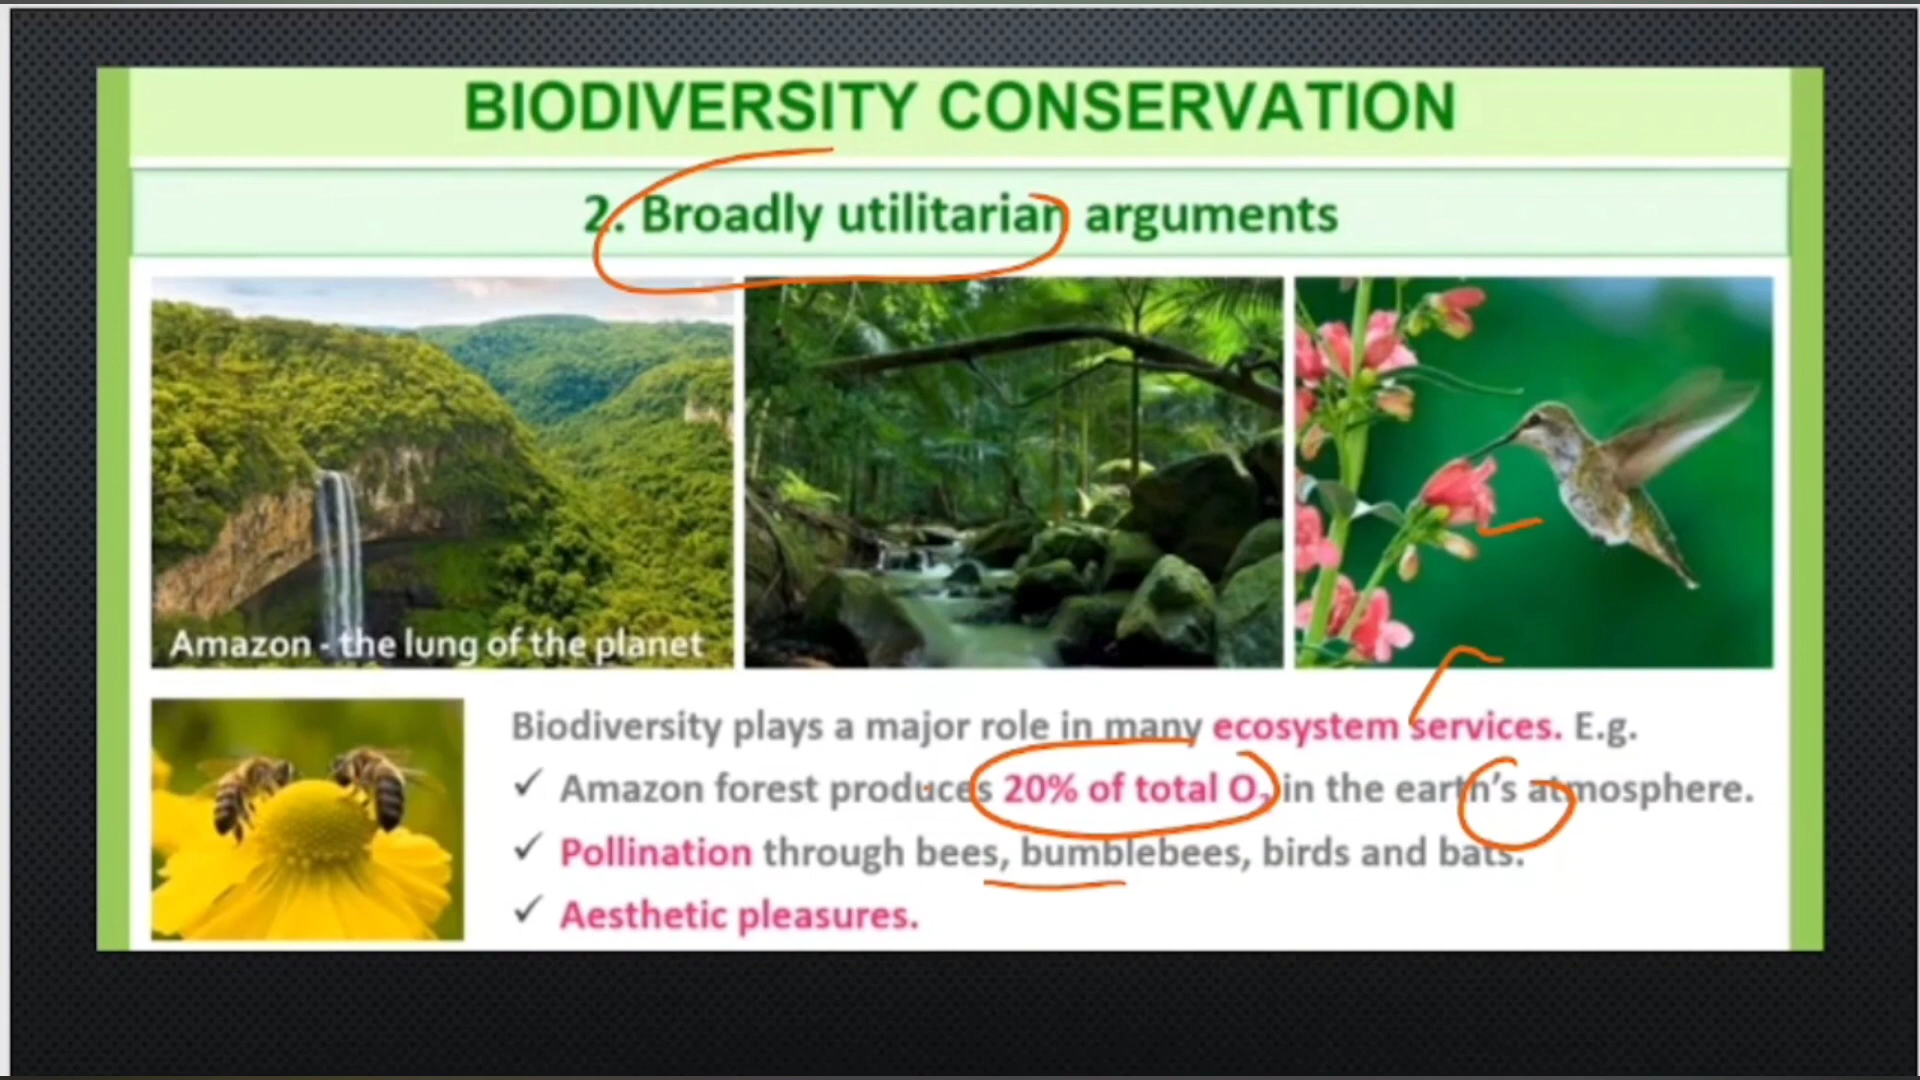 BIODIVERSITY CONSERVATION
2. Broadly utilitarian arguments
Amazon - the lung of the planet
Biodiversity plays a major role in many ecosystem services. E.g.
✓ Amazon forest produces 20% of total O₂ in the earth's atmosphere.
✓ Pollination through bees, bumblebees, birds and bats.
✓ Aesthetic pleasures.